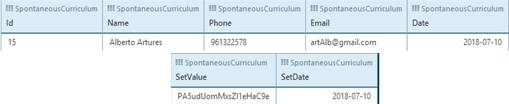 SpontaneousCurriculum SpontaneousCurriculum SpontaneousCurriculum SpontaneousCurriculum SpontaneousCurriculum
Id Name Phone Email Date
15 Alberto Artures 961322578 artAlb@gmail.com 2018-07-10
SpontaneousCurriculum SpontaneousCurriculum
SetValue SetDate
PA5udUomMxsZI1eHaC9e 2018-07-10